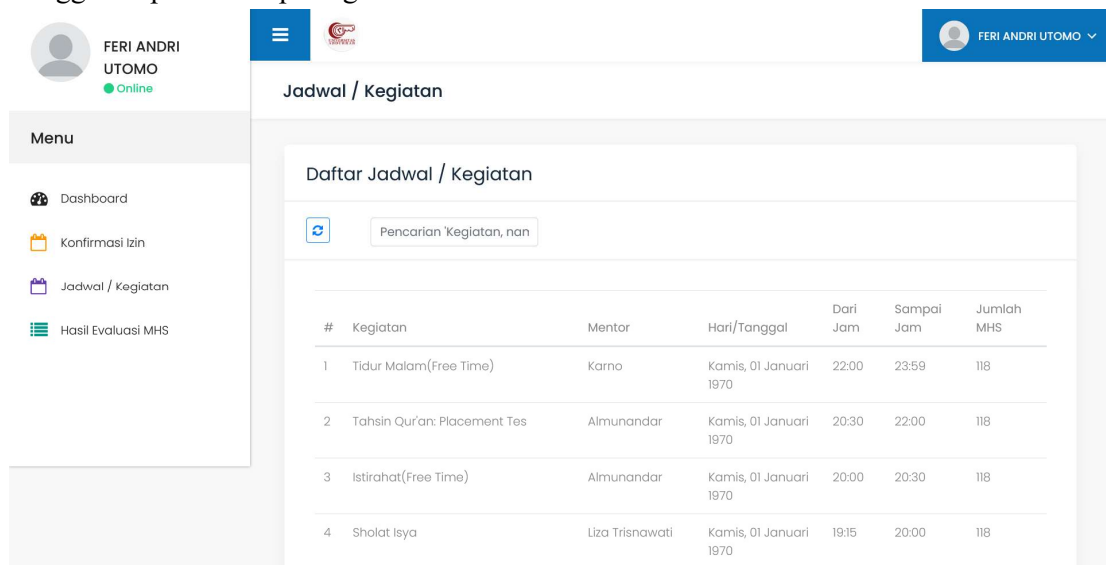 FERI ANDRI
UTOMO
Online
FERI ANDRI UTOMO
Jadwal / Kegiatan
Menu
Dashboard
Konfirmasi Izin
Jadwal / Kegiatan
Hasil Evaluasi MHS
Daftar Jadwal / Kegiatan
Pencarian 'Kegiatan, nan
# Kegiatan Mentor Hari/Tanggal Dari Jam Sampai Jam Jumlah MHS
1 Tidur Malam(Free Time) Karno Kamis, 01 Januari 1970 22:00 23:59 118
2 Tahsin Qur'an: Placement Tes Almunandar Kamis, 01 Januari 1970 20:30 22:00 118
3 Istirahat(Free Time) Almunandar Kamis, 01 Januari 1970 20:00 20:30 118
4 Sholat Isya Liza Trisnawati Kamis, 01 Januari 1970 19:15 20:00 118